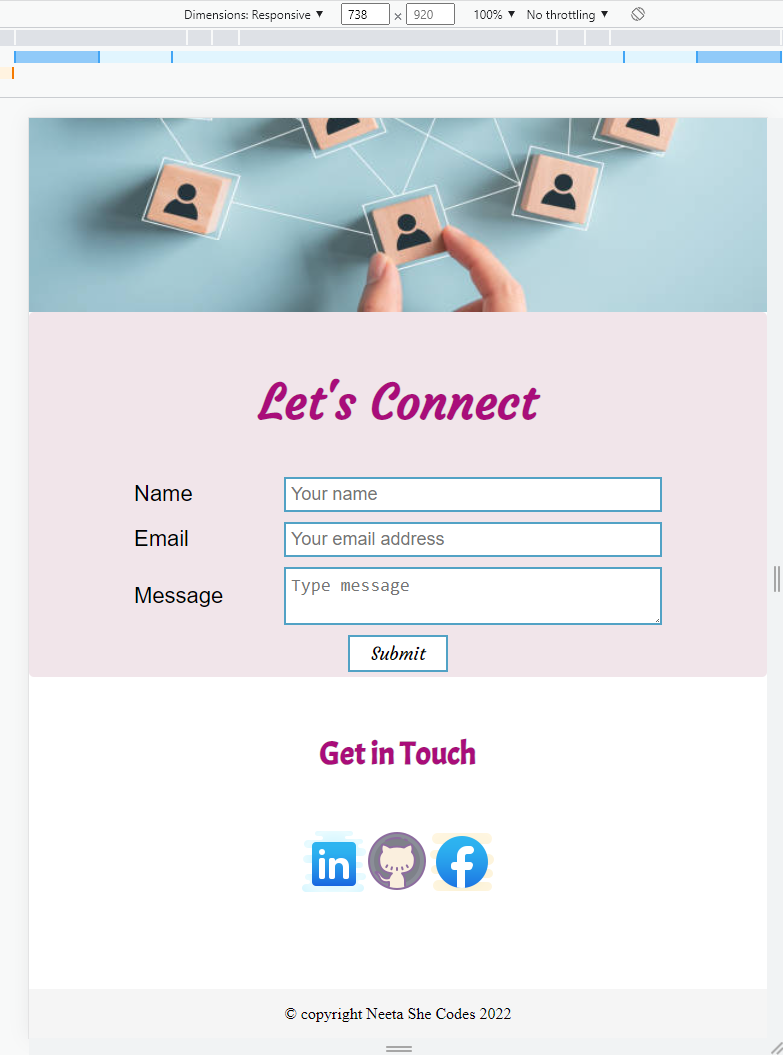 Dimensions: Responsive ▼ 738 × 920 100% ▼ No throttling ▼
Let's Connect
Name Your name
Email Your email address
Message Type message
Submit
Get in Touch
in f
© copyright Neeta She Codes 2022